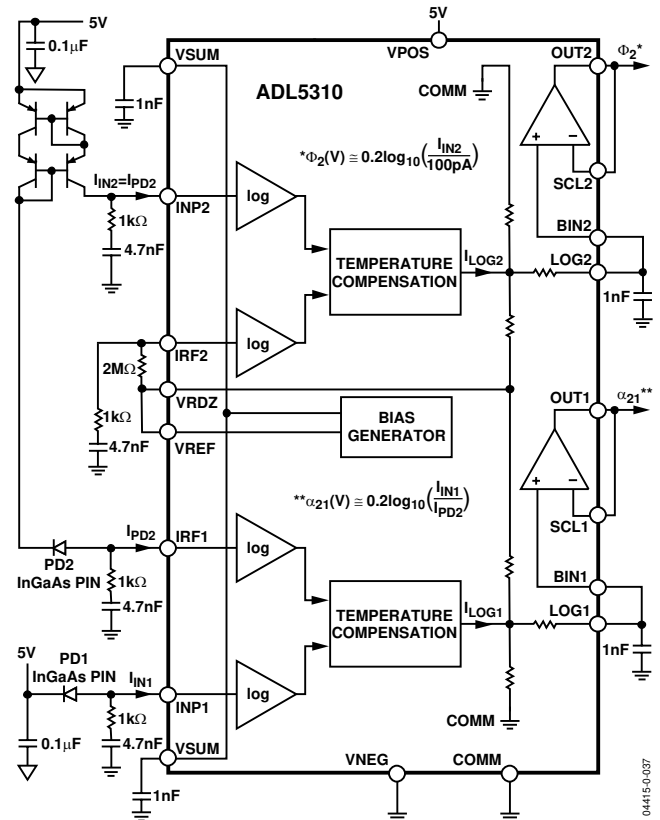 5V
0.1μF
VSUM
1nF
ADL5310
5V
VPOS
COMM
OUT2
Φ2*
*Φ2(V) ≅ 0.2log10(IIN2/100pA)
+
–
SCL2
IIN2=IPD2
INP2
log
1kΩ
4.7nF
TEMPERATURE
COMPENSATION
ILOG2
BIN2
LOG2
1nF
IRF2
log
2MΩ
VRDZ
1kΩ
4.7nF
VREF
BIAS
GENERATOR
OUT1
α21**
**α21(V) ≅ 0.2log10(IIN1/IPD2)
+
–
SCL1
IPD2
IRF1
log
PD2
InGaAs PIN
1kΩ
4.7nF
TEMPERATURE
COMPENSATION
ILOG1
BIN1
LOG1
1nF
5V
PD1
InGaAs PIN
IIN1
INP1
log
1kΩ
4.7nF
0.1μF
COMM
VSUM
1nF
VNEG
COMM
04415-0-037